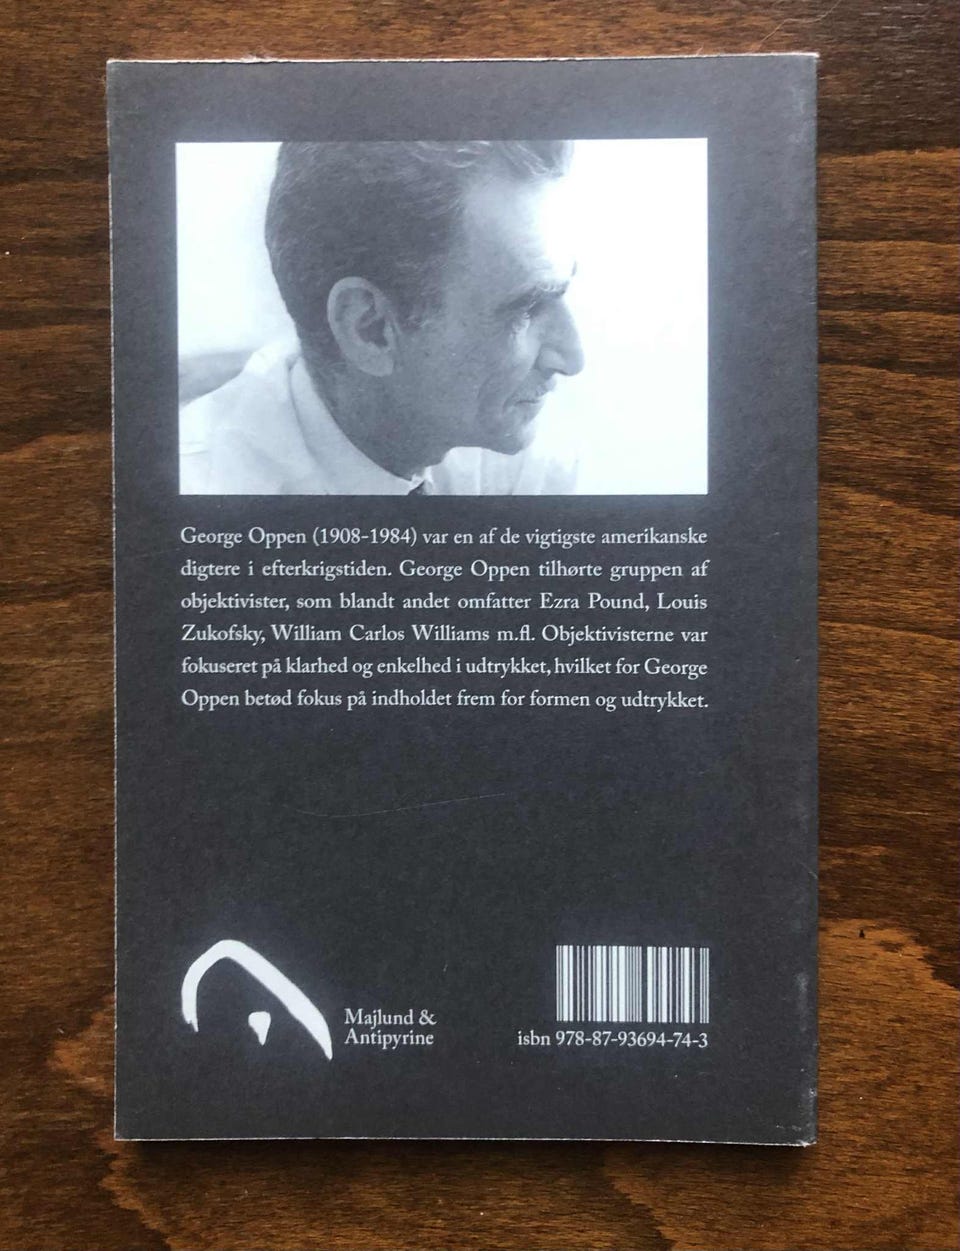 George Oppen (1908-1984) var en af de vigtigste amerikanske
digtere i efterkrigstiden. George Oppen tilhørte gruppen af
objektivister, som blandt andet omfatter Ezra Pound, Louis
Zukofsky, William Carlos Williams m.fl. Objektivisterne var
fokuseret på klarhed og enkelhed i udtrykket, hvilket for George
Oppen betød fokus på indholdet frem for formen og udtrykket.
Majlund &
Antipyrine
isbn 978-87-93694-74-3